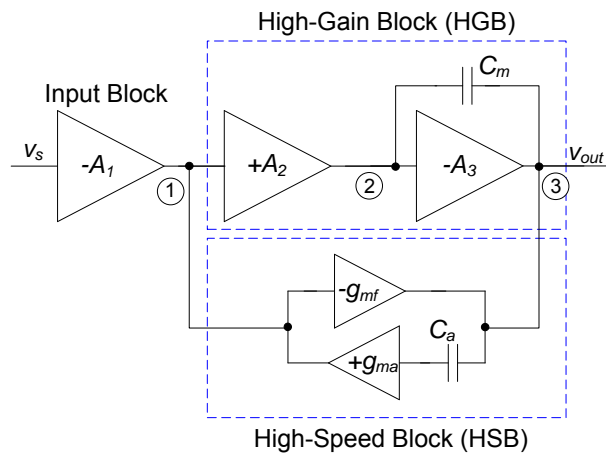 High-Gain Block (HGB)
Input Block
C_m
v_s
-A_1
+A_2
-A_3
v_out
①
②
③
-g_mf
+g_ma
C_a
High-Speed Block (HSB)